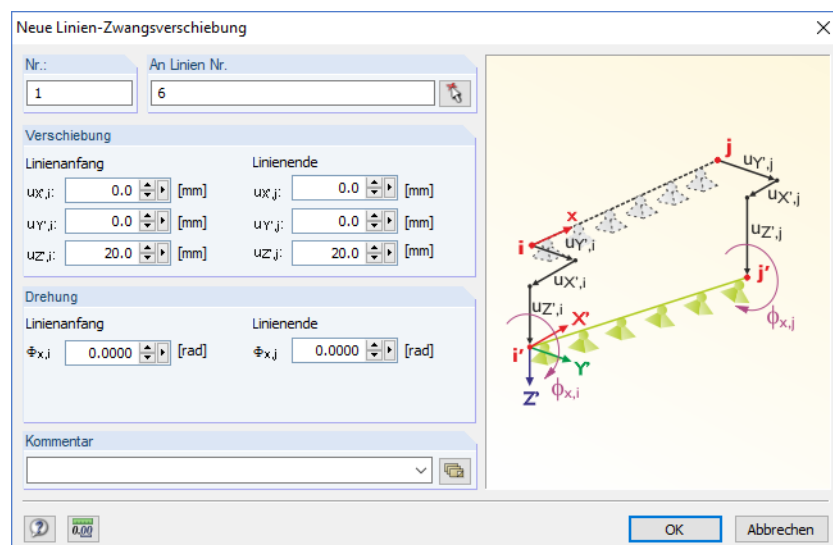 Neue Linien-Zwangsverschiebung
Nr.: An Linien Nr.
1 6
Verschiebung
Linienanfang Linienende
uX',i: 0.0 [mm] uX',j: 0.0 [mm]
uY',i: 0.0 [mm] uY',j: 0.0 [mm]
uZ',i: 20.0 [mm] uZ',j: 20.0 [mm]
Drehung
Linienanfang Linienende
Φx,i 0.0000 [rad] Φx,j 0.0000 [rad]
Kommentar
j
uY',j
uX',j
x
i
uY',i
uZ',j
uX',i
j'
uZ',i
X'
ϕx,j
i'
Y'
Z'
ϕx,i
0.00
OK Abbrechen